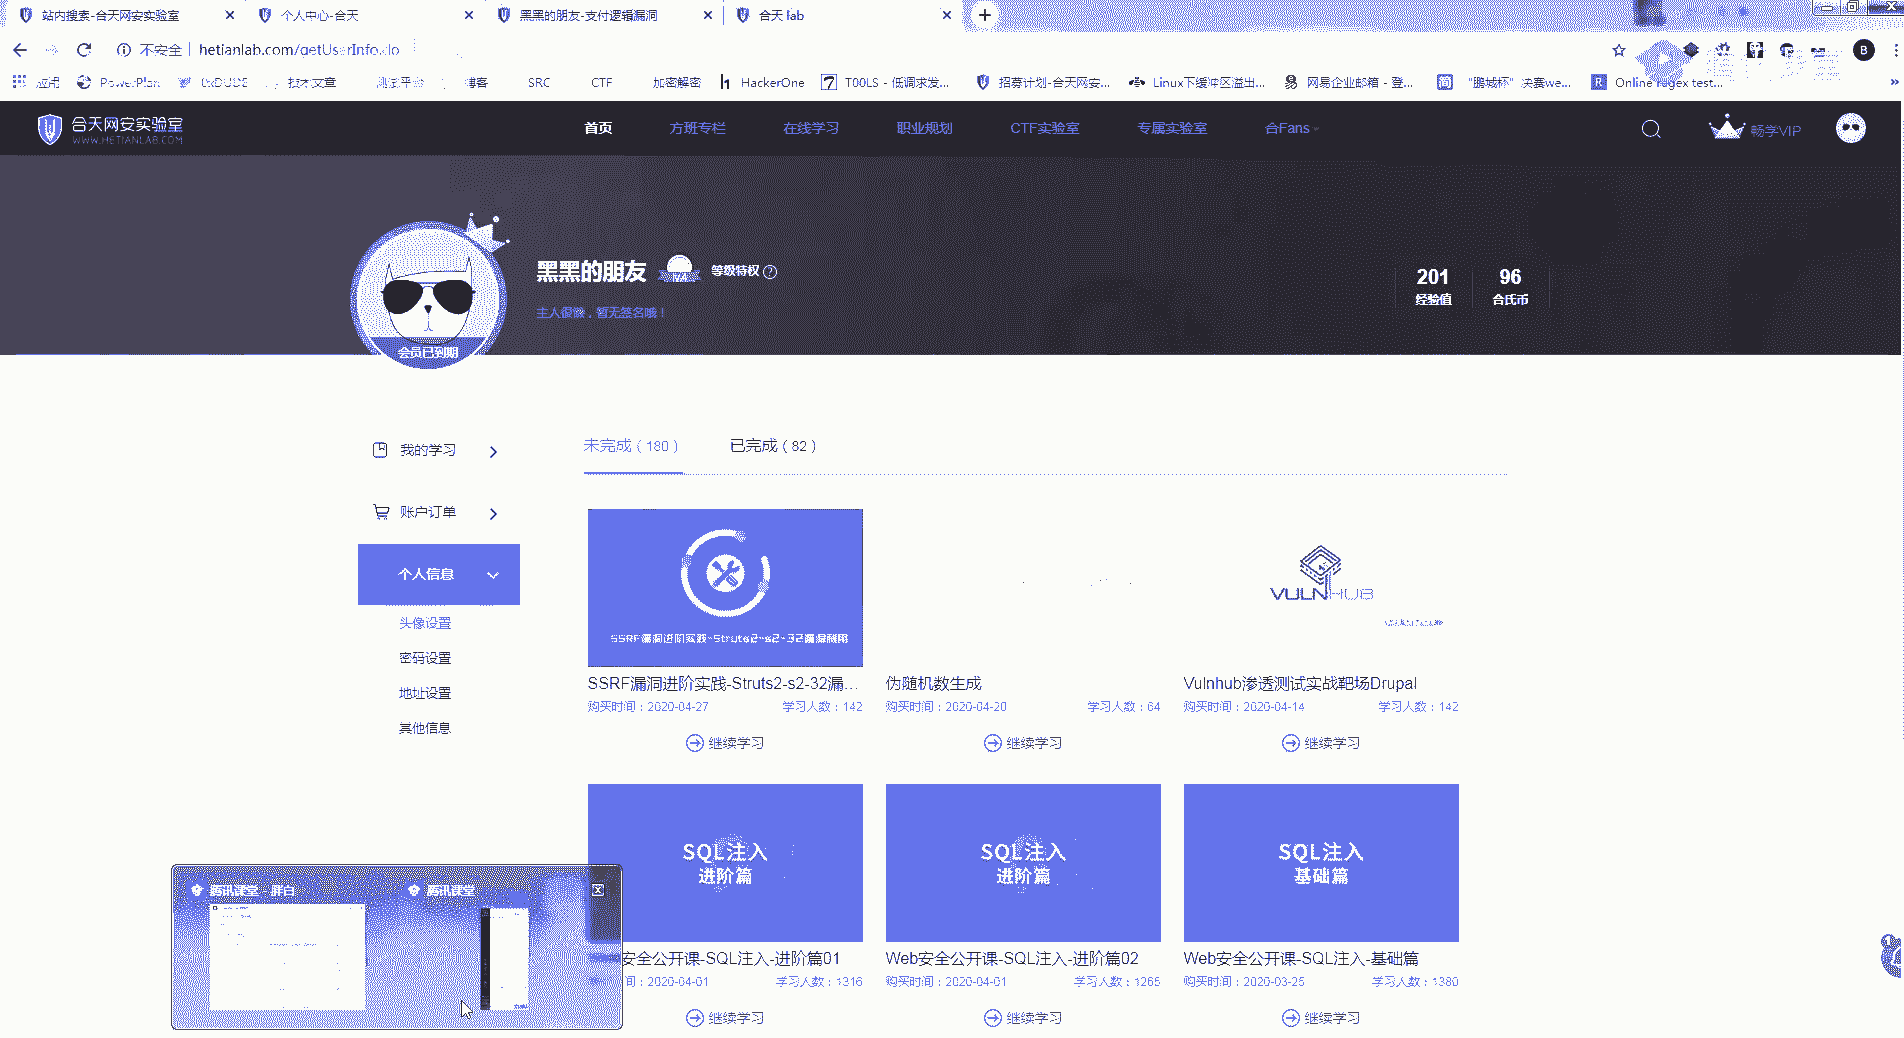 站内搜索-合天网安实验室
个人中心-合天
黑黑的朋友-支付逻辑漏洞
合天 lab
不安全
hetianlab.com/getUserInfo.do
应用
PowerPlan
技术文章
测试平台
博客
SRC
CTF
加密解密
HackerOne
T00LS - 低调求发...
招募计划-合天网安...
Linux下缓冲区溢出...
网易企业邮箱 - 登...
"鹏城杯" 决赛we...
Online regex test...
B
合天网安实验室
WWW.HETIANLAB.COM
首页
方班专栏
在线学习
职业规划
CTF实验室
专属实验室
合Fans
畅学VIP
黑黑的朋友
等级特权
主人很懒,暂无签名哦!
会员已到期
201
经验值
96
合氏币
我的学习
账户订单
个人信息
头像设置
密码设置
地址设置
其他信息
未完成 ( 180 )
已完成 ( 82 )
SSRF漏洞进阶实践-Struts2-s2-32漏洞利用
VULNHUB
SSRF漏洞进阶实践-Struts2-s2-32漏...
购买时间:2020-04-27
学习人数:142
继续学习
伪随机数生成
购买时间:2020-04-20
学习人数:64
继续学习
Vulnhub渗透测试实战靶场Drupal
购买时间:2020-04-14
学习人数:142
继续学习
SQL注入
进阶篇
SQL注入
进阶篇
SQL注入
基础篇
安全公开课-SQL注入-进阶篇01
间:2020-04-01
学习人数:1316
继续学习
Web安全公开课-SQL注入-进阶篇02
购买时间:2020-04-01
学习人数:1265
继续学习
Web安全公开课-SQL注入-基础篇
购买时间:2020-03-25
学习人数:1380
继续学习
腾讯课堂 - 胖白
腾讯课堂